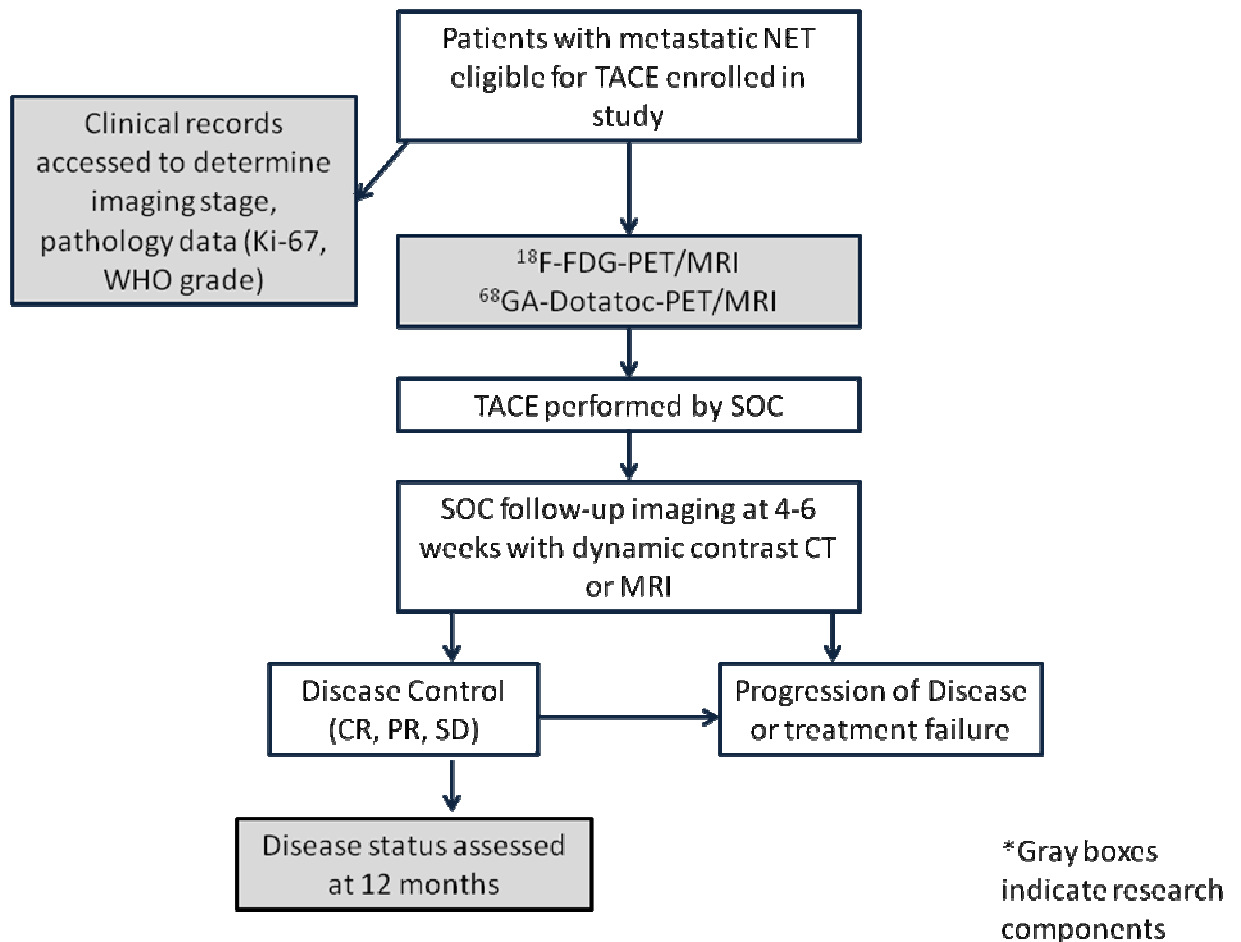 Patients with metastatic NET
eligible for TACE enrolled in
study
Clinical records
accessed to determine
imaging stage,
pathology data (Ki-67,
WHO grade)
¹⁸F-FDG-PET/MRI
⁶⁸GA-Dotatoc-PET/MRI
TACE performed by SOC
SOC follow-up imaging at 4-6
weeks with dynamic contrast CT
or MRI
Disease Control
(CR, PR, SD)
Progression of Disease
or treatment failure
Disease status assessed
at 12 months
*Gray boxes
indicate research
components